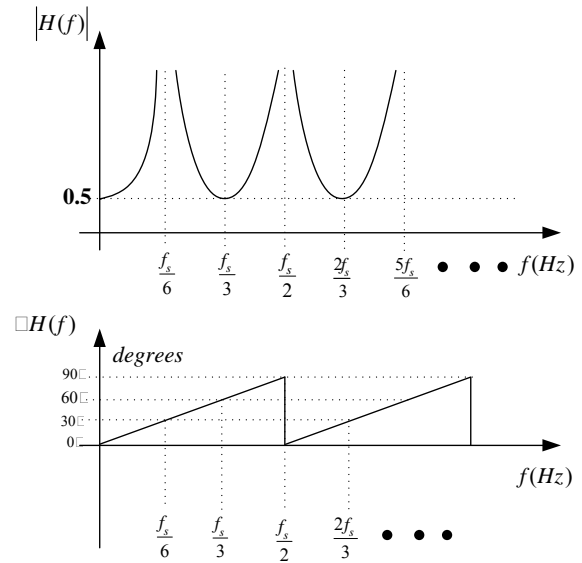 |H(f)|
0.5
f_s/6 f_s/3 f_s/2 2f_s/3 5f_s/6 • • • f(Hz)
□H(f)
degrees
90□
60□
30□
0□
f(Hz)
f_s/6 f_s/3 f_s/2 2f_s/3 • • •